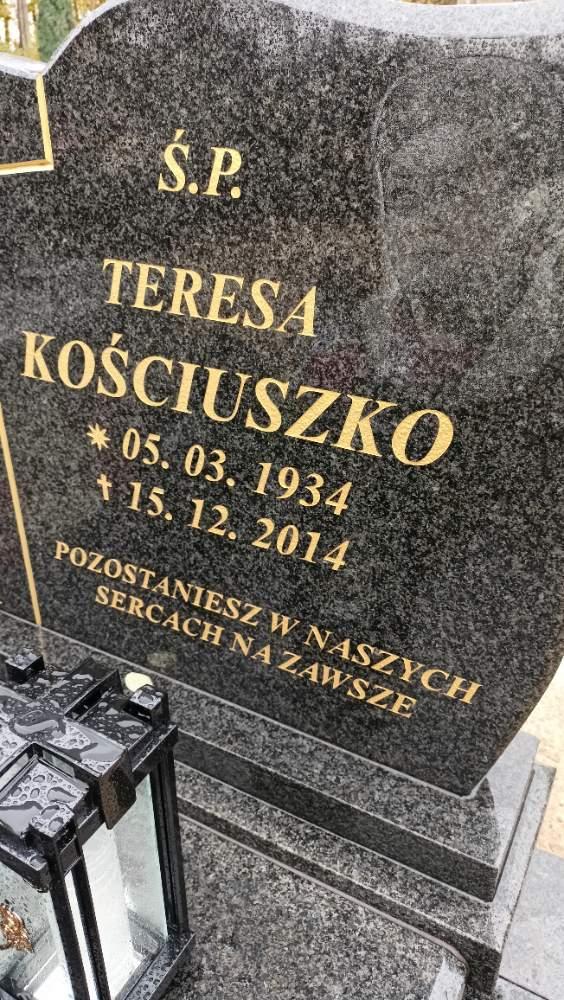 Ś.P.
TERESA
KOŚCIUSZKO
* 05. 03. 1934
† 15. 12. 2014
POZOSTANIESZ W NASZYCH
SERCACH NA ZAWSZE